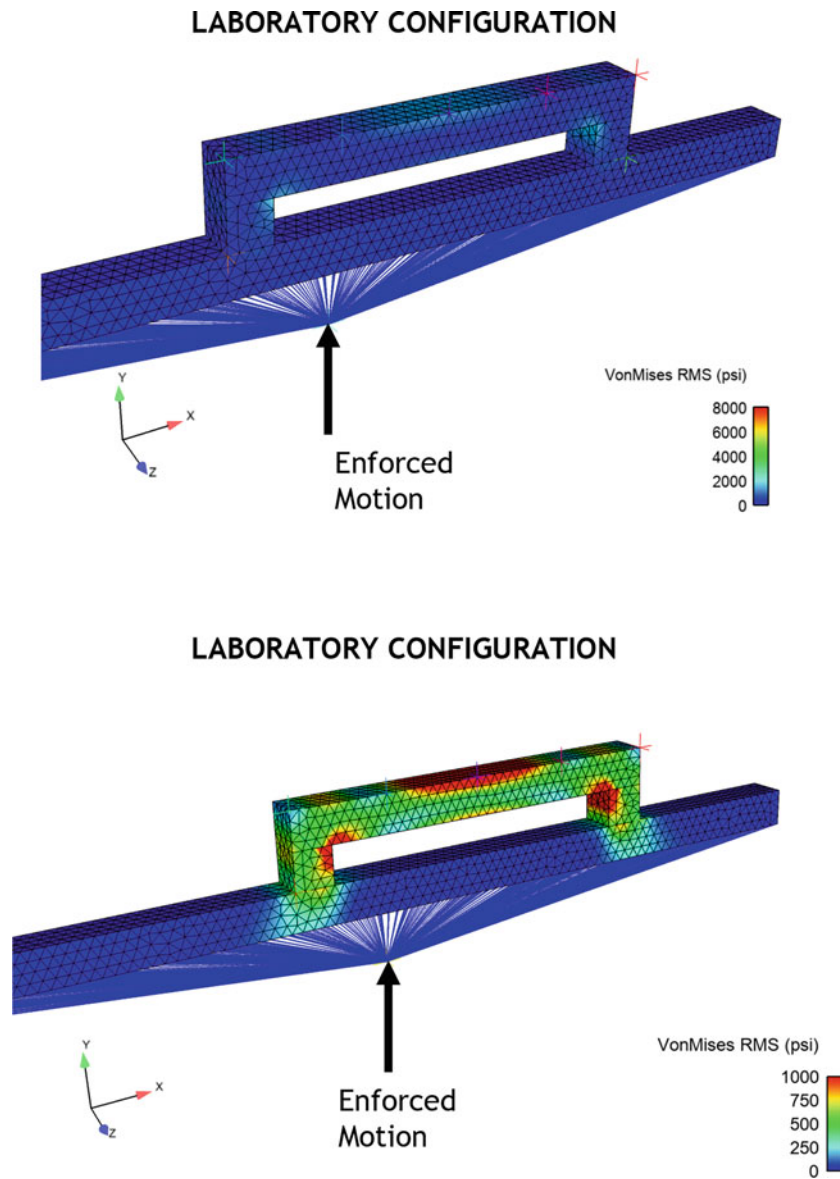 LABORATORY CONFIGURATION
Y
X
Z
Enforced
Motion
VonMises RMS (psi)
8000
6000
4000
2000
0
LABORATORY CONFIGURATION
Y
X
Z
Enforced
Motion
VonMises RMS (psi)
1000
750
500
250
0